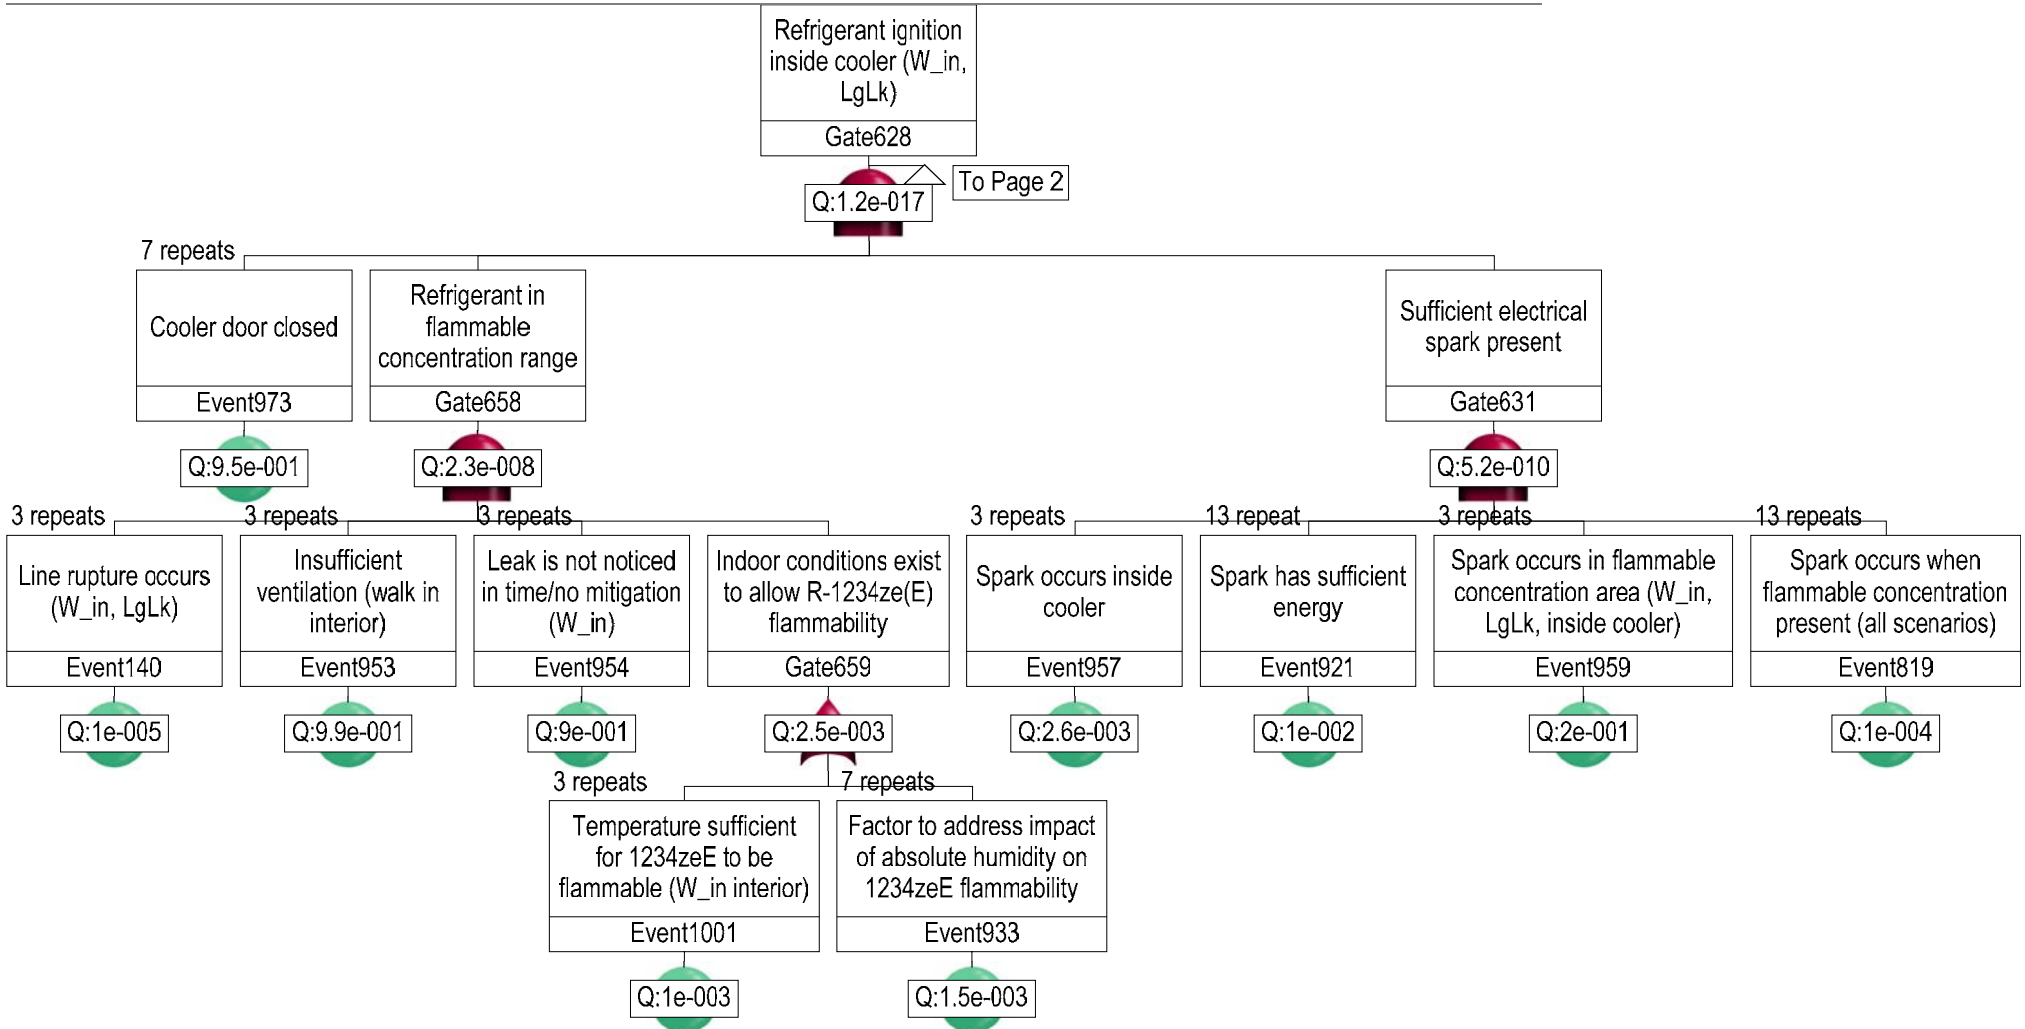 Refrigerant ignition
inside cooler (W_in,
LgLk)
Gate628
To Page 2
Q:1.2e-017
7 repeats
Cooler door closed
Event973
Q:9.5e-001
Refrigerant in
flammable
concentration range
Gate658
Q:2.3e-008
Sufficient electrical
spark present
Gate631
Q:5.2e-010
3 repeats
Line rupture occurs
(W_in, LgLk)
Event140
Q:1e-005
3 repeats
Insufficient
ventilation (walk in
interior)
Event953
Q:9.9e-001
3 repeats
Leak is not noticed
in time/no mitigation
(W_in)
Event954
Q:9e-001
Indoor conditions exist
to allow R-1234ze(E)
flammability
Gate659
Q:2.5e-003
3 repeats
Spark occurs inside
cooler
Event957
Q:2.6e-003
13 repeat
Spark has sufficient
energy
Event921
Q:1e-002
3 repeats
Spark occurs in flammable
concentration area (W_in,
LgLk, inside cooler)
Event959
Q:2e-001
13 repeats
Spark occurs when
flammable concentration
present (all scenarios)
Event819
Q:1e-004
3 repeats
Temperature sufficient
for 1234zeE to be
flammable (W_in interior)
Event1001
Q:1e-003
7 repeats
Factor to address impact
of absolute humidity on
1234zeE flammability
Event933
Q:1.5e-003